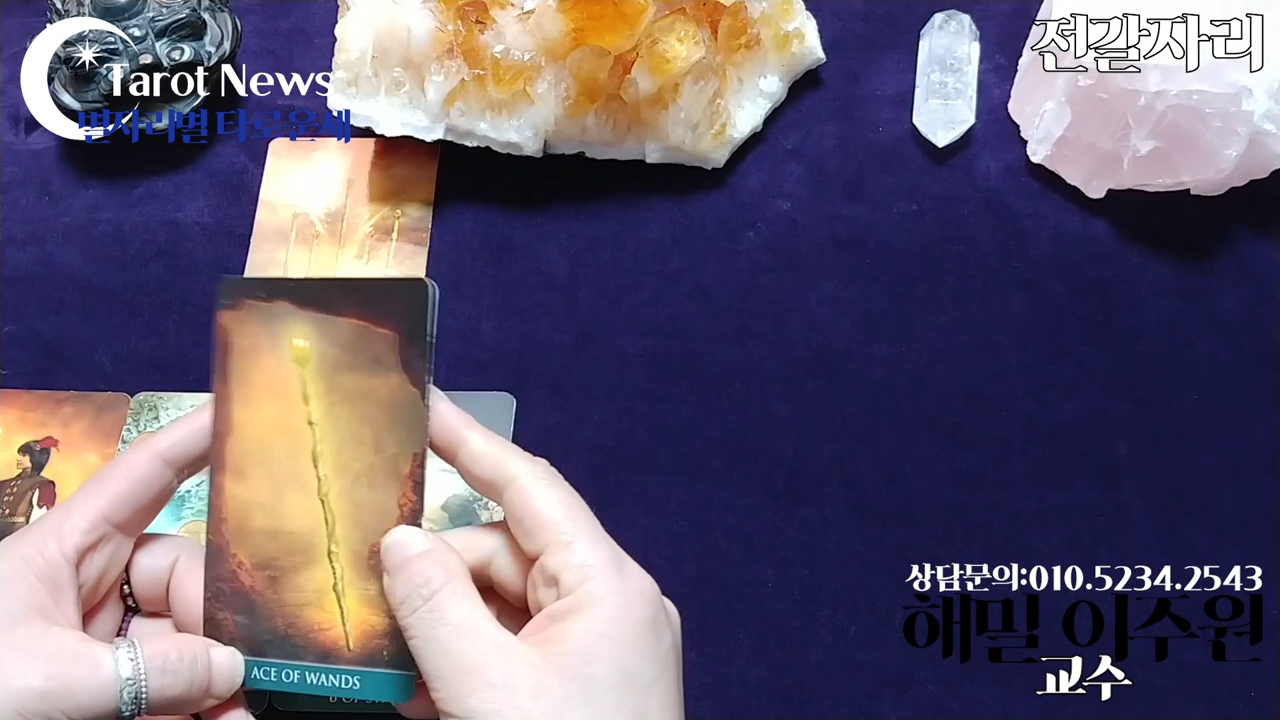 Tarot News
별자리별 타로운세
전갈자리
ACE OF WANDS
상담문의:010.5234.2543
해밀 이주원
교수